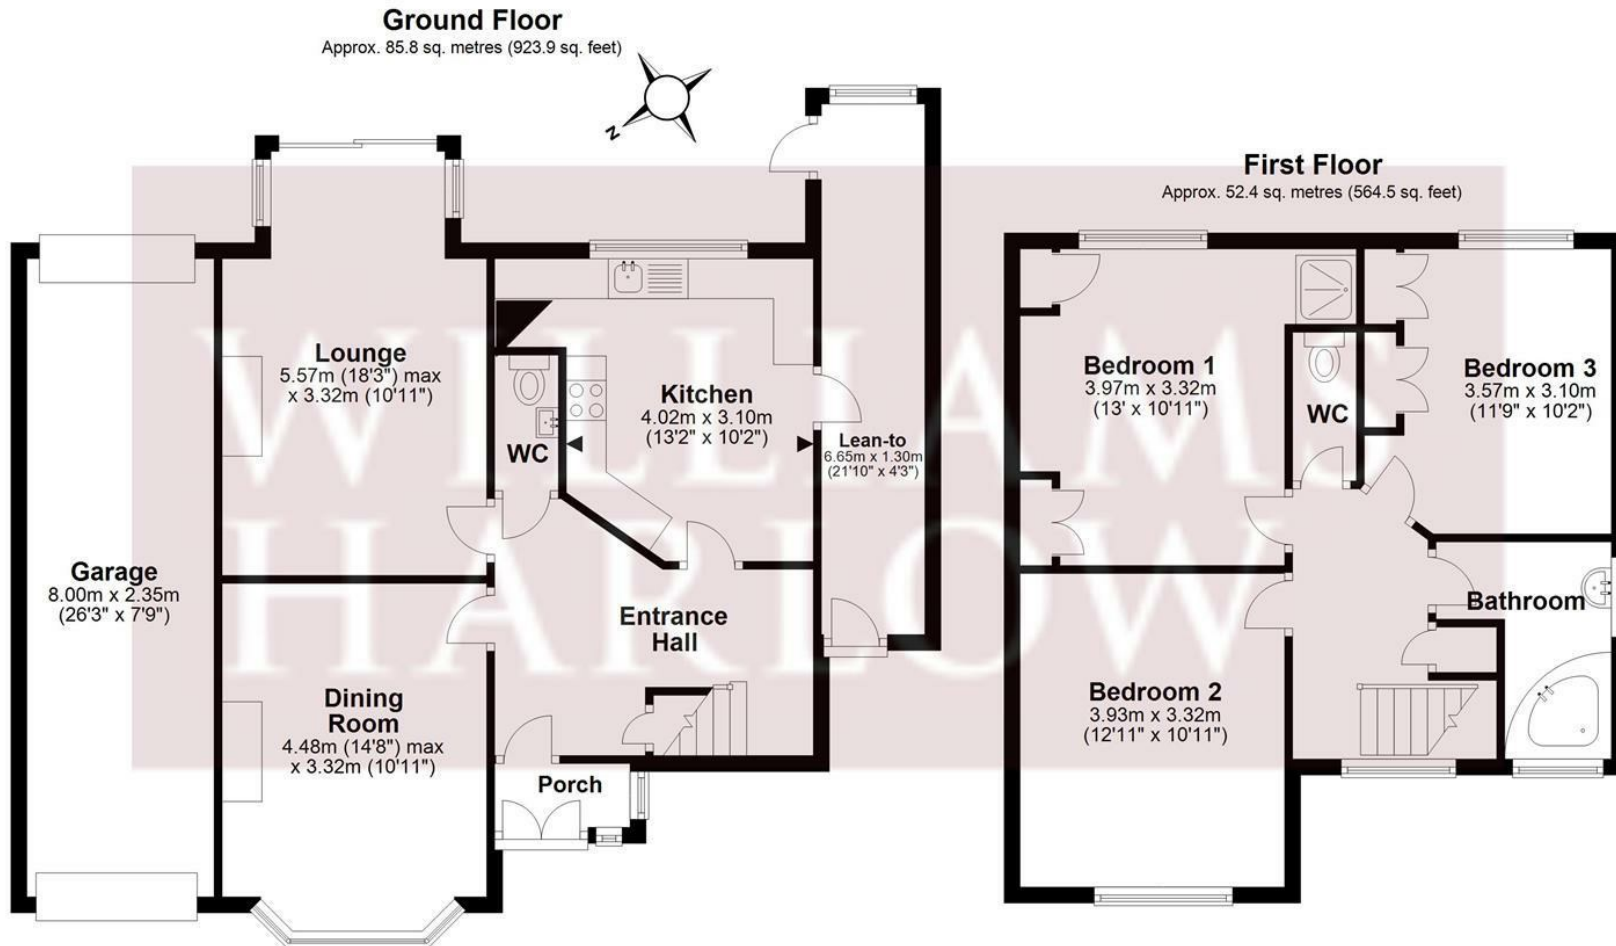 Ground Floor
Approx. 85.8 sq. metres (923.9 sq. feet)
N
First Floor
Approx. 52.4 sq. metres (564.5 sq. feet)
Lounge
5.57m (18'3") max
x 3.32m (10'11")
Kitchen
4.02m x 3.10m
(13'2" x 10'2")
WC
Lean-to
6.65m x 1.30m
(21'10" x 4'3")
Garage
8.00m x 2.35m
(26'3" x 7'9")
Entrance
Hall
Dining
Room
4.48m (14'8") max
x 3.32m (10'11")
Porch
Bedroom 1
3.97m x 3.32m
(13' x 10'11")
WC
Bedroom 3
3.57m x 3.10m
(11'9" x 10'2")
Bathroom
Bedroom 2
3.93m x 3.32m
(12'11" x 10'11")
WILLIAMS
HARLOW